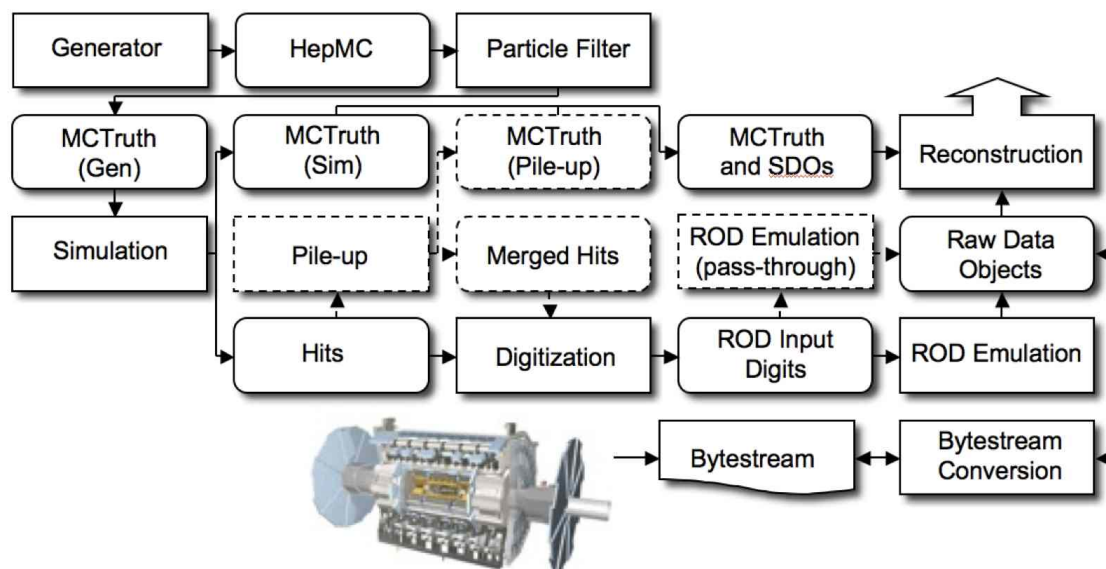 Generator
HepMC
Particle Filter
MCTruth
(Gen)
MCTruth
(Sim)
MCTruth
(Pile-up)
MCTruth
and SDOs
Reconstruction
Simulation
Pile-up
Merged Hits
ROD Emulation
(pass-through)
Raw Data
Objects
Hits
Digitization
ROD Input
Digits
ROD Emulation
Bytestream
Bytestream
Conversion